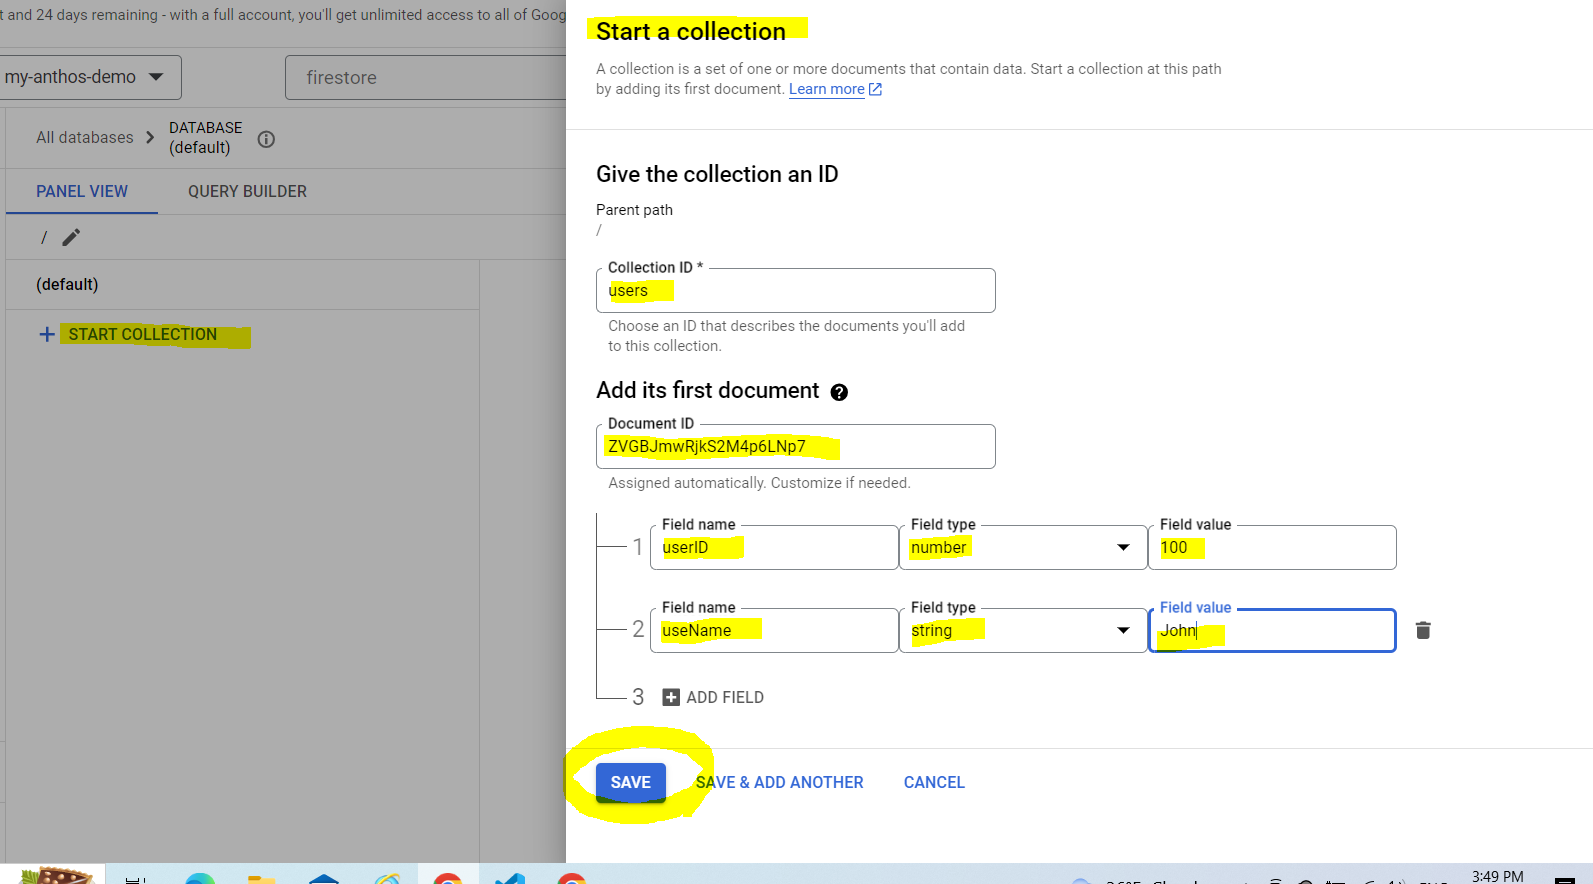 t and 24 days remaining - with a full account, you'll get unlimited access to all of Goog
my-anthos-demo
firestore
All databases
DATABASE
(default)
PANEL VIEW
QUERY BUILDER
/
(default)
START COLLECTION
Start a collection
A collection is a set of one or more documents that contain data. Start a collection at this path
by adding its first document. Learn more
Give the collection an ID
Parent path
/
Collection ID *
users
Choose an ID that describes the documents you'll add
to this collection.
Add its first document
Document ID
ZVGBJmwRjkS2M4p6LNp7
Assigned automatically. Customize if needed.
1
Field name
userID
Field type
number
Field value
100
2
Field name
useName
Field type
string
Field value
John
3
ADD FIELD
SAVE
SAVE & ADD ANOTHER
CANCEL
3:49 PM